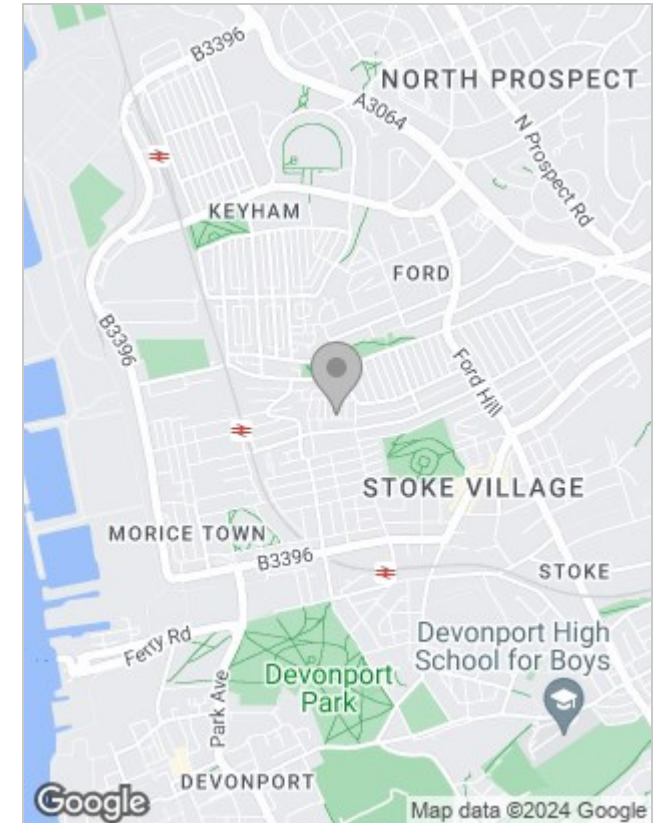 B3396
NORTH PROSPECT
A3064
N Prospect Rd
KEYHAM
FORD
B3396
Ford Hill
STOKE VILLAGE
MORICE TOWN
B3396
STOKE
Ferry Rd
Devonport High
School for Boys
Devonport
Park
Park Ave
DEVONPORT
Google
Map data ©2024 Google